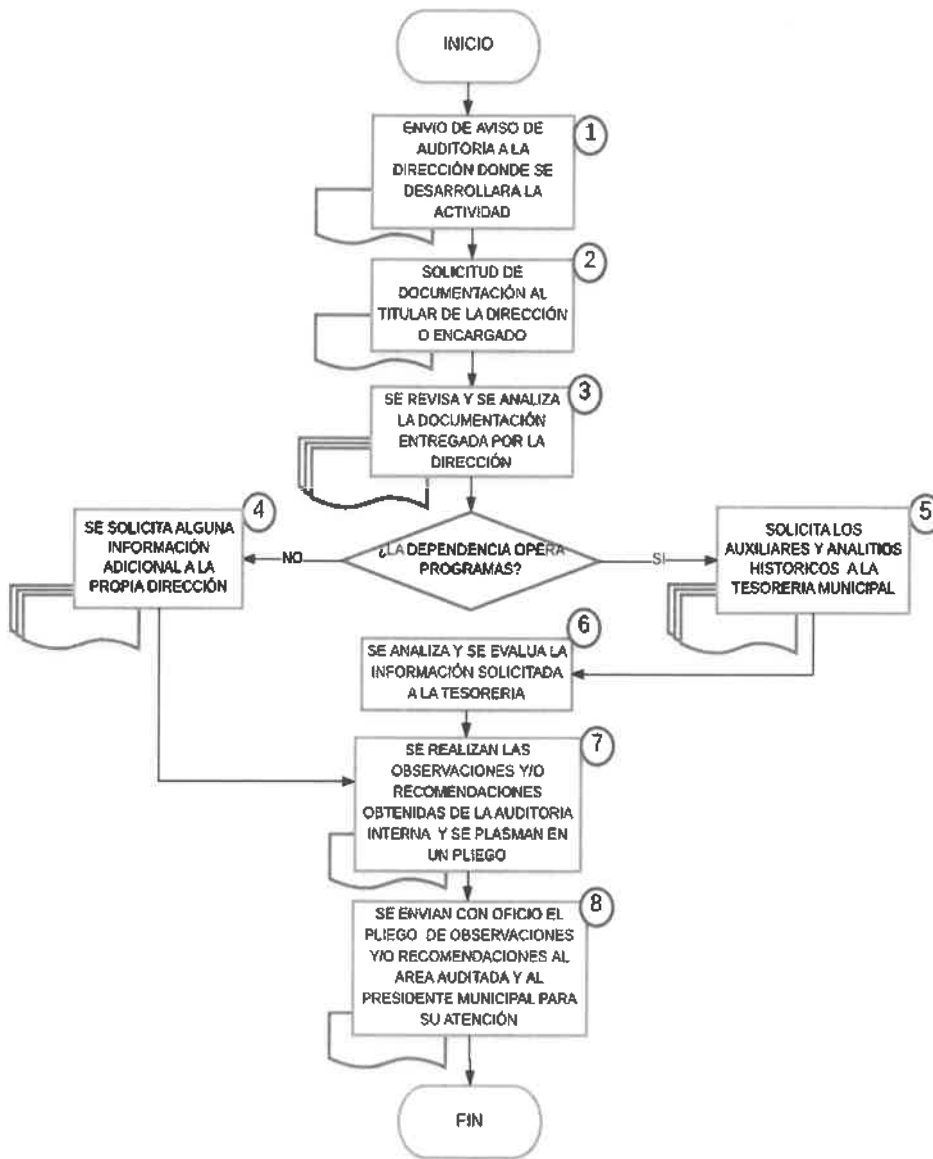 INICIO
1
ENVIO DE AVISO DE
AUDITORIA A LA
DIRECCIÓN DONDE SE
DESARROLLARA LA
ACTIVIDAD
2
SOLICITUD DE
DOCUMENTACIÓN AL
TITULAR DE LA DIRECCIÓN
O ENCARGADO
3
SE REVISA Y SE ANALIZA
LA DOCUMENTACIÓN
ENTREGADA POR LA
DIRECCIÓN
¿LA DEPENDENCIA OPERA
PROGRAMAS?
NO
SI
4
SE SOLICITA ALGUNA
INFORMACIÓN
ADICIONAL A LA
PROPIA DIRECCIÓN
5
SOLICITA LOS
AUXILIARES Y ANALITIOS
HISTORICOS A LA
TESORERIA MUNICIPAL
6
SE ANALIZA Y SE EVALUA LA
INFORMACIÓN SOLICITADA
A LA TESORERIA
7
SE REALIZAN LAS
OBSERVACIONES Y/O
RECOMENDACIONES
OBTENIDAS DE LA AUDITORIA
INTERNA Y SE PLASMAN EN
UN PLIEGO
8
SE ENVIAN CON OFICIO EL
PLIEGO DE OBSERVACIONES
Y/O RECOMENDACIONES AL
AREA AUDITADA Y AL
PRESIDENTE MUNICIPAL PARA
SU ATENCIÓN
FIN